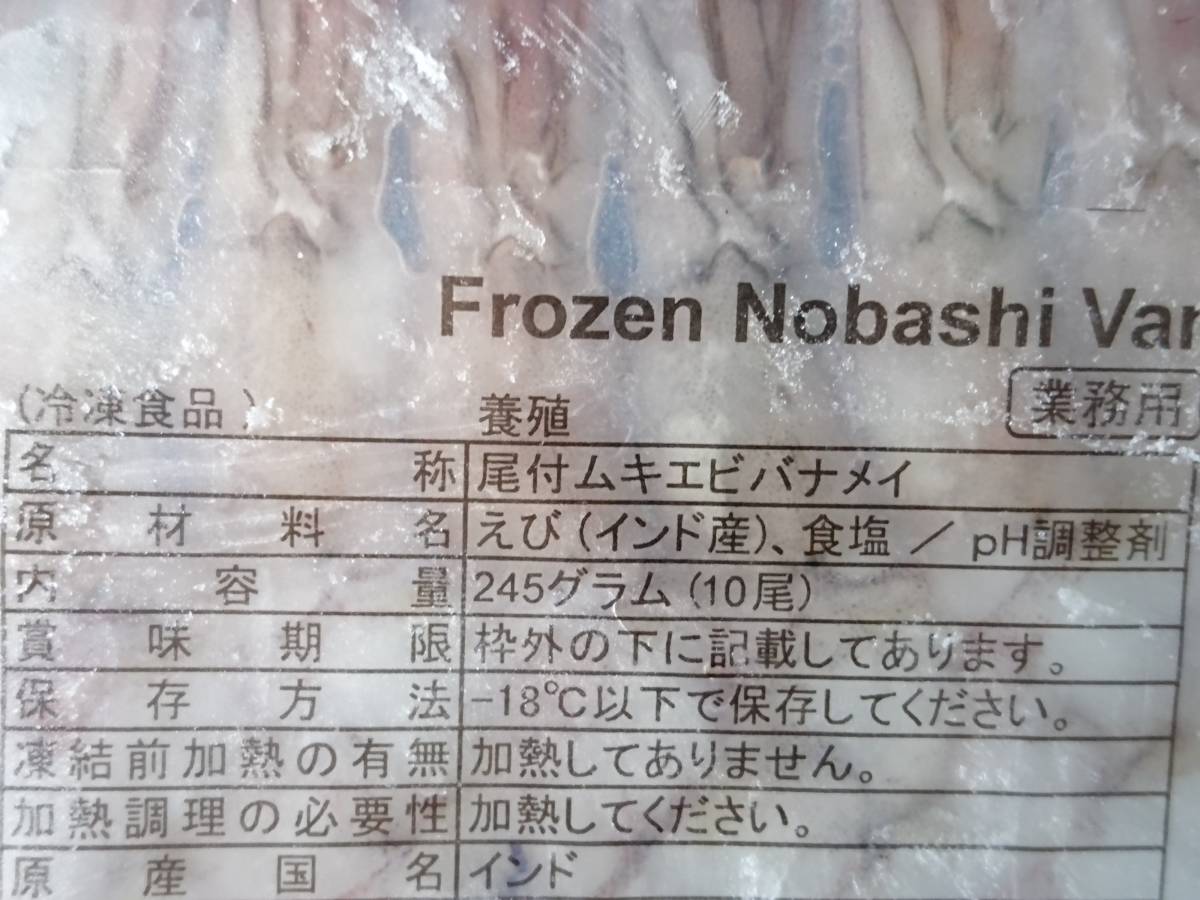 Frozen Nobashi Van
(冷凍食品)
養殖
業務用
名称 尾付ムキエビバナメイ
原材料名 えび(インド産)、食塩 / pH調整剤
内容量 245グラム(10尾)
賞味期限 枠外の下に記載してあります。
保存方法 -18℃以下で保存してください。
凍結前加熱の有無 加熱してありません。
加熱調理の必要性 加熱してください。
原産国名 インド